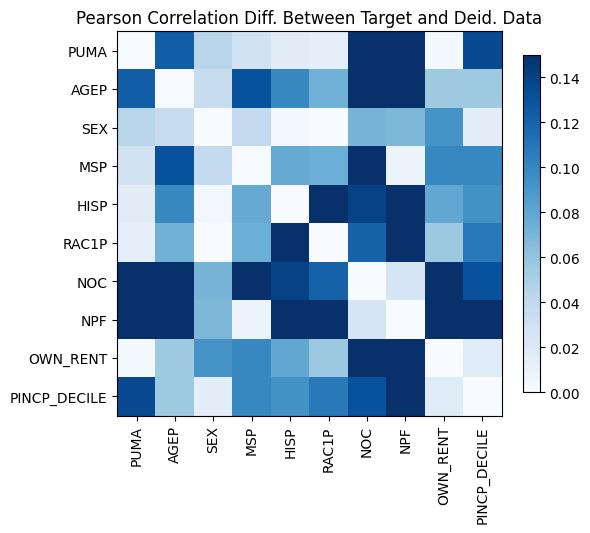 Pearson Correlation Diff. Between Target and Deid. Data
PUMA
AGEP
SEX
MSP
HISP
RAC1P
NOC
NPF
OWN_RENT
PINCP_DECILE
PUMA
AGEP
SEX
MSP
HISP
RAC1P
NOC
NPF
OWN_RENT
PINCP_DECILE
0.14
0.12
0.10
0.08
0.06
0.04
0.02
0.00